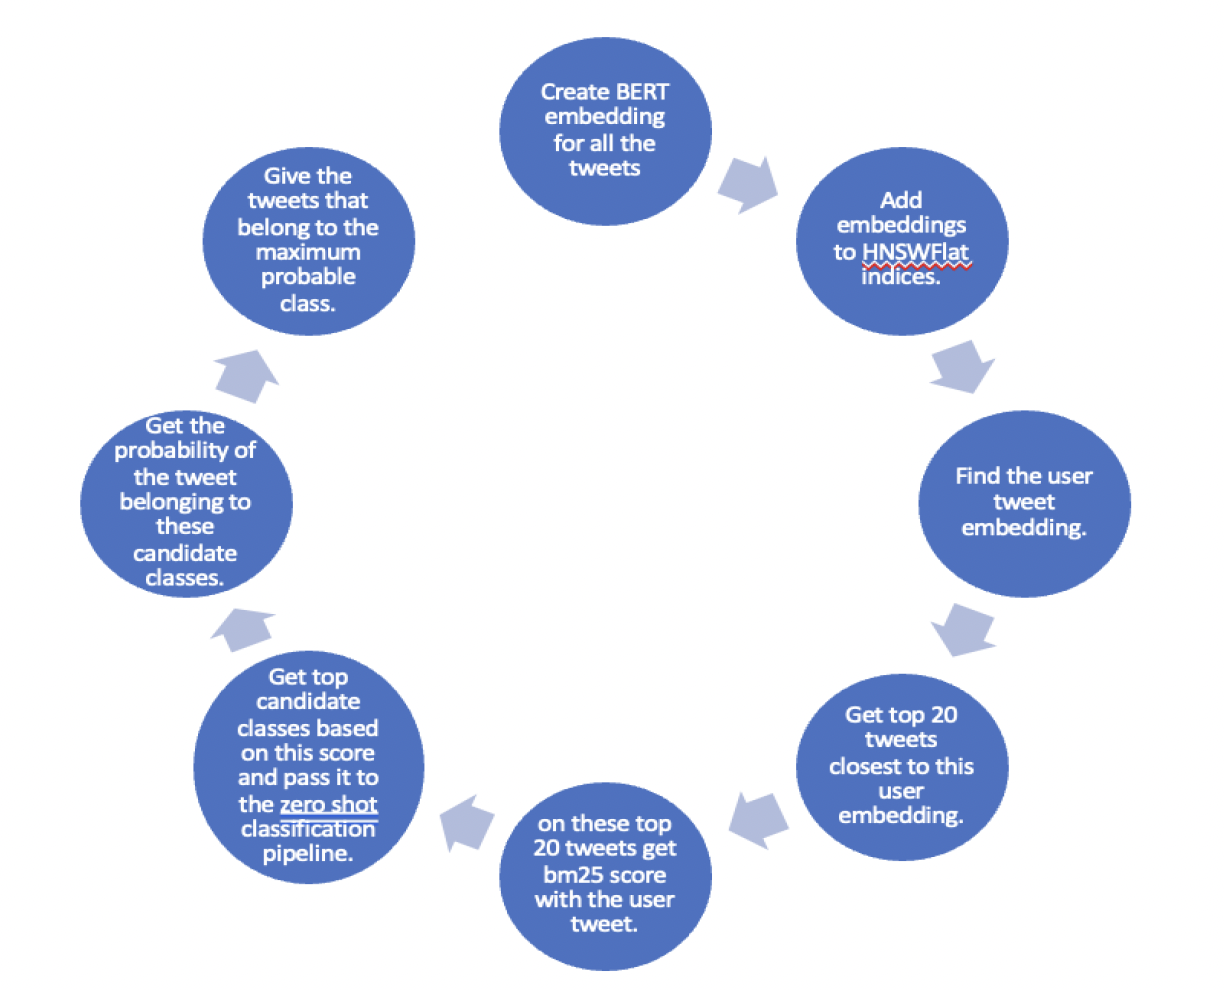 Create BERT
embedding
for all the
tweets
Add
embeddings
to HNSWFlat
indices.
Find the user
tweet
embedding.
Get top 20
tweets
closest to this
user
embedding.
on these top
20 tweets get
bm25 score
with the user
tweet.
Get top
candidate
classes based
on this score
and pass it to
the zero shot
classification
pipeline.
Get the
probability of
the tweet
belonging to
these
candidate
classes.
Give the
tweets that
belong to the
maximum
probable
class.